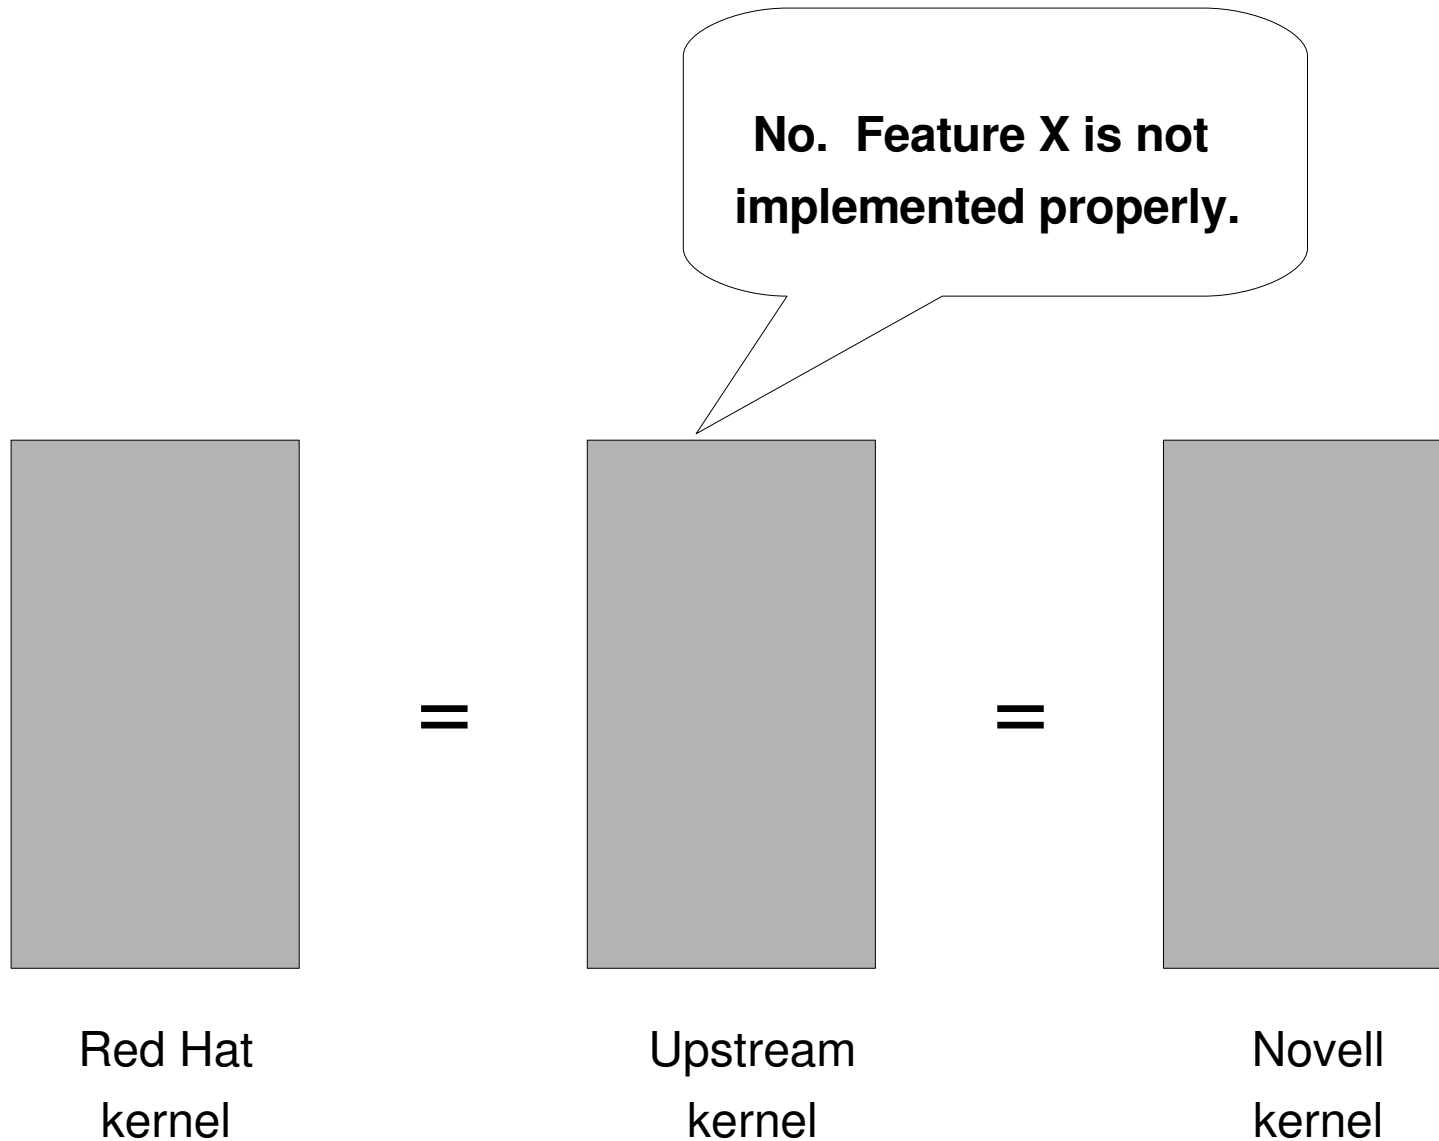 No. Feature X is not
implemented properly.
=
=
Red Hat
kernel
Upstream
kernel
Novell
kernel